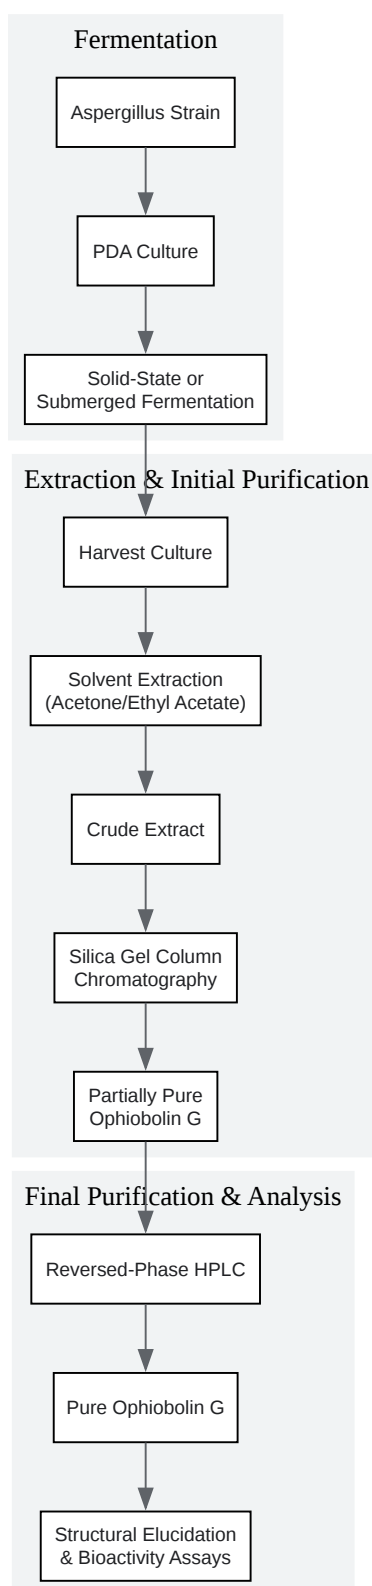 Fermentation
Aspergillus Strain
PDA Culture
Solid-State or
Submerged Fermentation
Extraction & Initial Purification
Harvest Culture
Solvent Extraction
(Acetone/Ethyl Acetate)
Crude Extract
Silica Gel Column
Chromatography
Partially Pure
Ophiobolin G
Final Purification & Analysis
Reversed-Phase HPLC
Pure Ophiobolin G
Structural Elucidation
& Bioactivity Assays